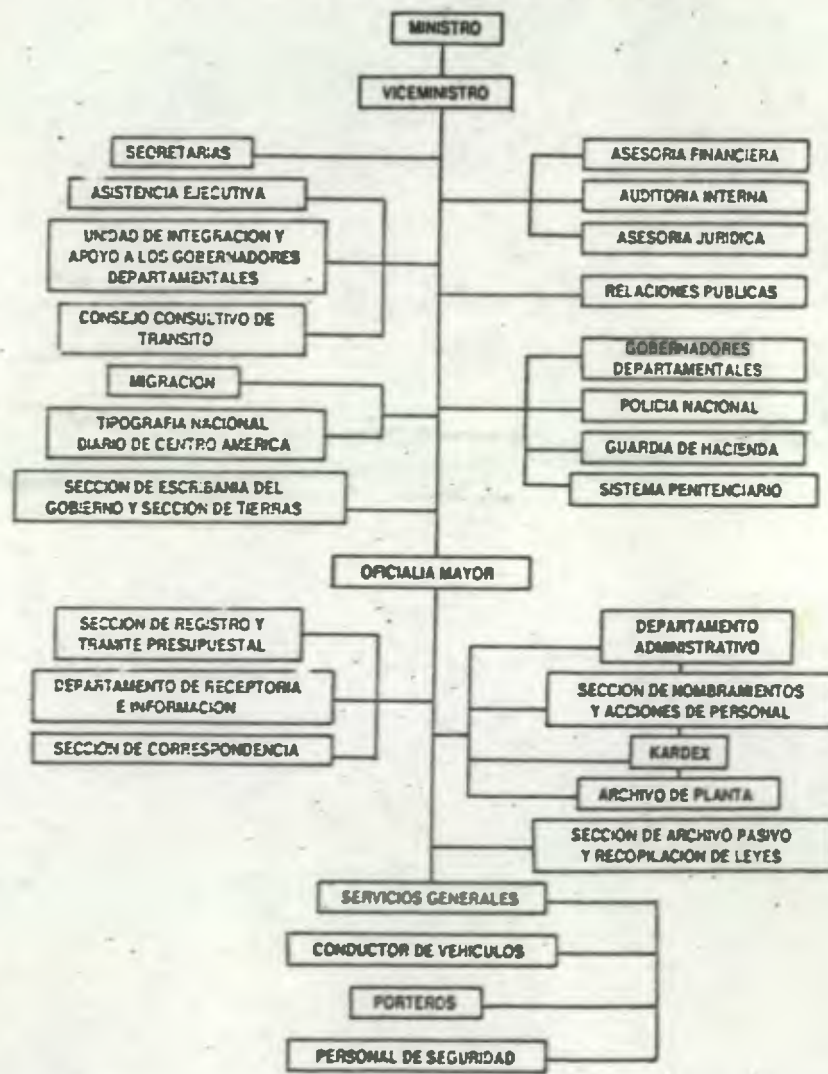 MINISTRO
VICEMINISTRO
SECRETARIAS
ASISTENCIA EJECUTIVA
UNIDAD DE INTEGRACION Y
APOYO A LOS GOBERNADORES
DEPARTAMENTALES
CONSEJO CONSULTIVO DE
TRANSITO
MIGRACION
TIPOGRAFIA NACIONAL
DIARIO DE CENTRO AMERICA
SECCION DE ESCRIBANIA DEL
GOBIERNO Y SECCION DE TIERRAS
ASESORIA FINANCIERA
AUDITORIA INTERNA
ASESORIA JURIDICA
RELACIONES PUBLICAS
GOBERNADORES
DEPARTAMENTALES
POLICIA NACIONAL
GUARDIA DE HACIENDA
SISTEMA PENITENCIARIO
OFICIALIA MAYOR
SECCION DE REGISTRO Y
TRAMITE PRESUPUESTAL
DEPARTAMENTO DE RECEPTORIA
E INFORMACION
SECCION DE CORRESPONDENCIA
DEPARTAMENTO
ADMINISTRATIVO
SECCION DE NOMBRAMIENTOS
Y ACCIONES DE PERSONAL
KARDEX
ARCHIVO DE PLANTA
SECCION DE ARCHIVO PASIVO
Y RECOPILACION DE LEYES
SERVICIOS GENERALES
CONDUCTOR DE VEHICULOS
PORTEROS
PERSONAL DE SEGURIDAD